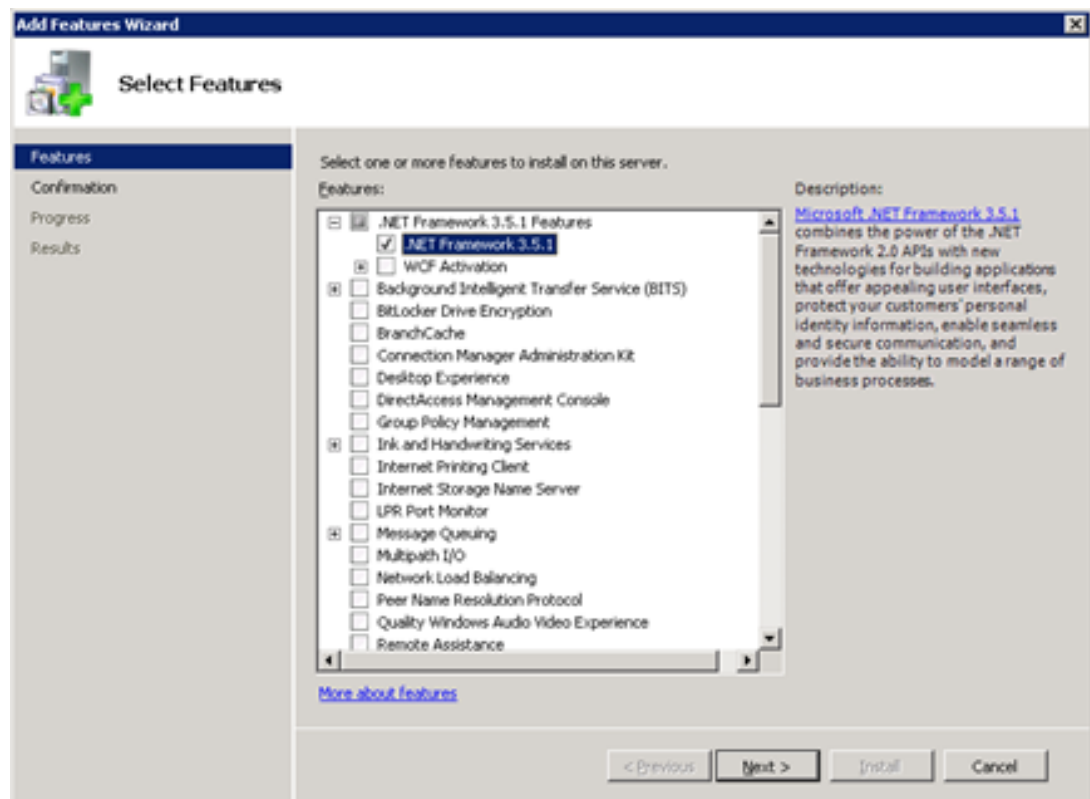 Add Features Wizard
Select Features
Features
Confirmation
Progress
Results
Select one or more features to install on this server.
Features:
.NET Framework 3.5.1 Features
.NET Framework 3.5.1
WCF Activation
Background Intelligent Transfer Service (BITS)
BitLocker Drive Encryption
BranchCache
Connection Manager Administration Kit
Desktop Experience
DirectAccess Management Console
Group Policy Management
Ink and Handwriting Services
Internet Printing Client
Internet Storage Name Server
LPR Port Monitor
Message Queuing
Multipath I/O
Network Load Balancing
Peer Name Resolution Protocol
Quality Windows Audio Video Experience
Remote Assistance
More about features
Description:
Microsoft .NET Framework 3.5.1
combines the power of the .NET
Framework 2.0 APIs with new
technologies for building applications
that offer appealing user interfaces,
protect your customers' personal
identity information, enable seamless
and secure communication, and
provide the ability to model a range of
business processes.
< Previous
Next >
Install
Cancel